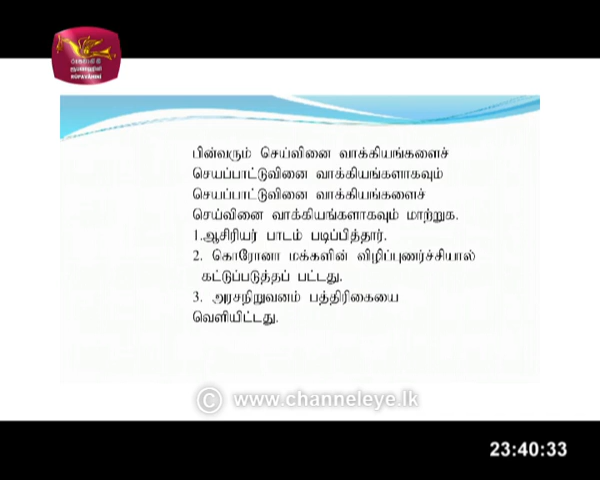 RUPAVAHINI
பின்வரும் செய்வினை வாக்கியங்களைச்
செயப்பாட்டுவினை வாக்கியங்களாகவும்
செயப்பாட்டுவினை வாக்கியங்களைச்
செய்வினை வாக்கியங்களாகவும் மாற்றுக.
1.ஆசிரியர் பாடம் படிப்பித்தார்.
2. கொரோனா மக்களின் விழிப்புணர்ச்சியால்
கட்டுப்படுத்தப் பட்டது.
3. அரசநிறுவனம் பத்திரிகையை
வெளியிட்டது.
© www.channeleye.lk
23:40:33